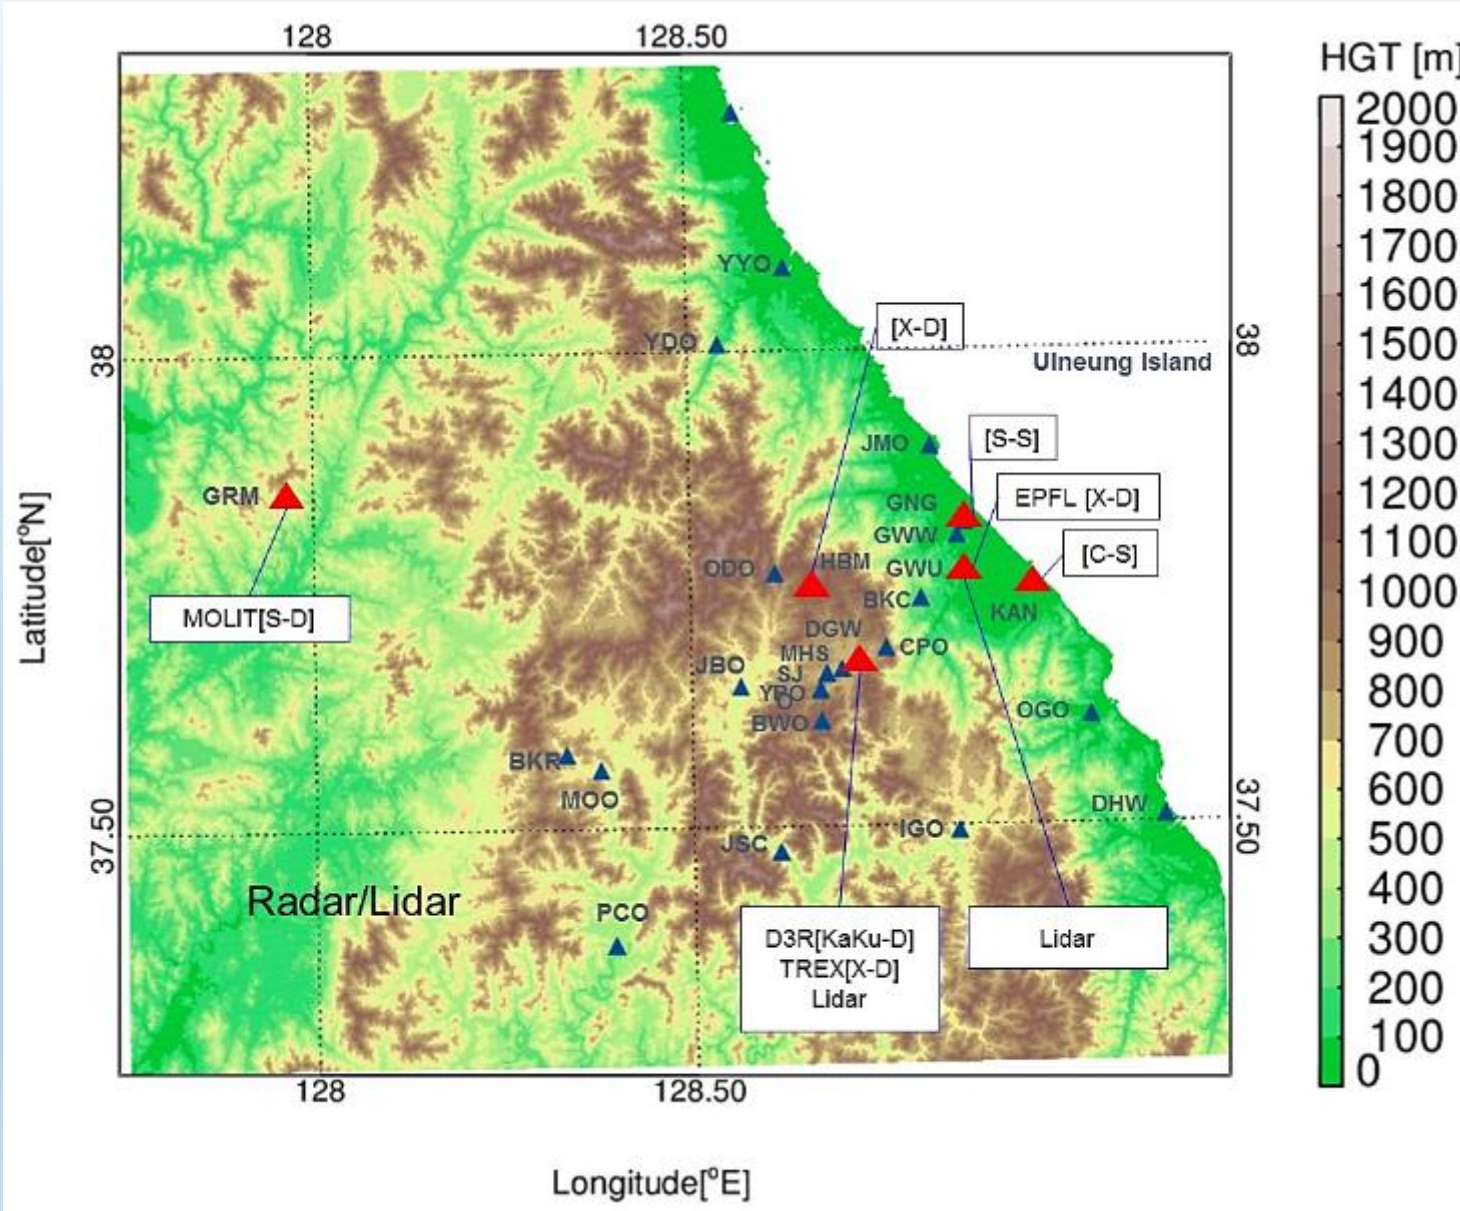 128 128.50
HGT [m]
2000
1900
1800
1700
1600
1500
1400
1300
1200
1100
1000
900
800
700
600
500
400
300
200
100
0
YYO
[X-D]
YDO
38
38
Ulneung Island
JMO
[S-S]
GRM
GNG
EPFL [X-D]
GWW
[C-S]
ODO
HBM
GWU
BKC
KAN
MOLIT[S-D]
DGW
CPO
MHS
JBO
SJ
YPO
O
BWO
OGO
BKR
MOO
DHW
37.50
37.50
IGO
JSC
Radar/Lidar
PCO
D3R[KaKu-D]
TREX[X-D]
Lidar
Lidar
128 128.50
Latitude[ºN]
Longitude[ºE]